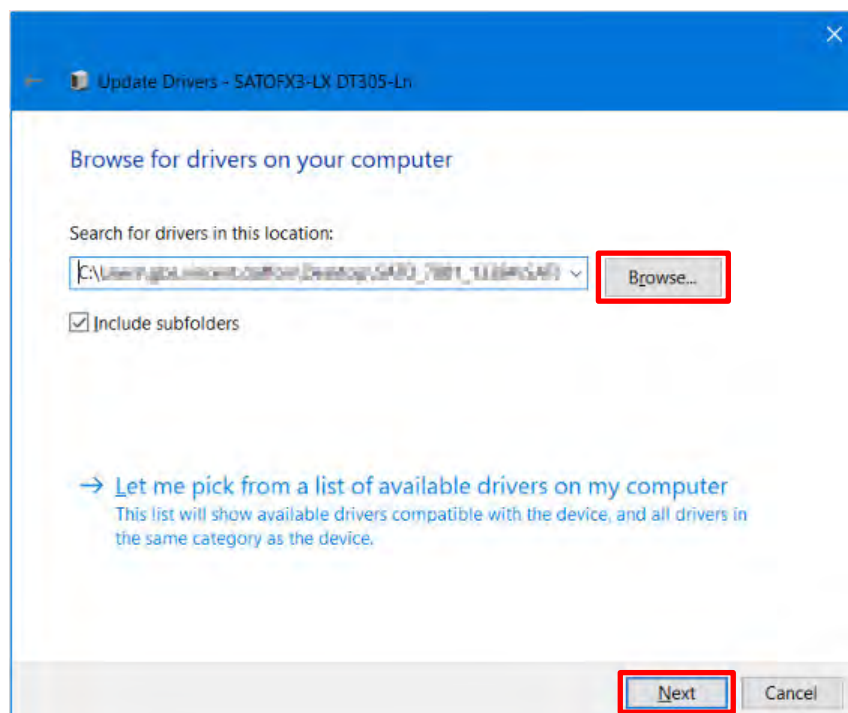 Update Drivers - SATOFX3-LX DT305-Ln
Browse for drivers on your computer
Search for drivers in this location:
C:\
Browse...
Include subfolders
Let me pick from a list of available drivers on my computer
This list will show available drivers compatible with the device, and all drivers in
the same category as the device.
Next
Cancel